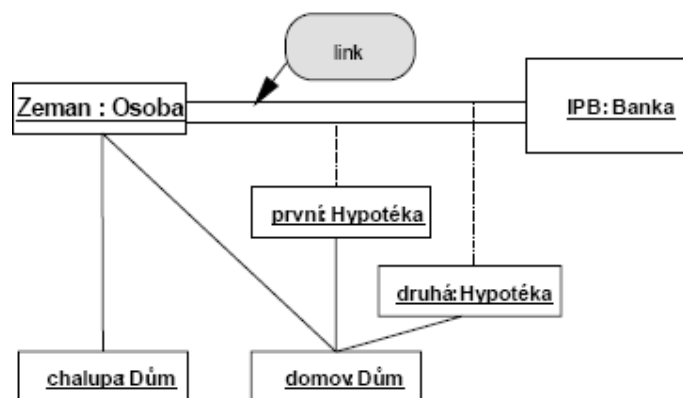 link
Zeman : Osoba
IPB: Banka
první: Hypotéka
druhá: Hypotéka
chalupa: Dům
domov: Dům